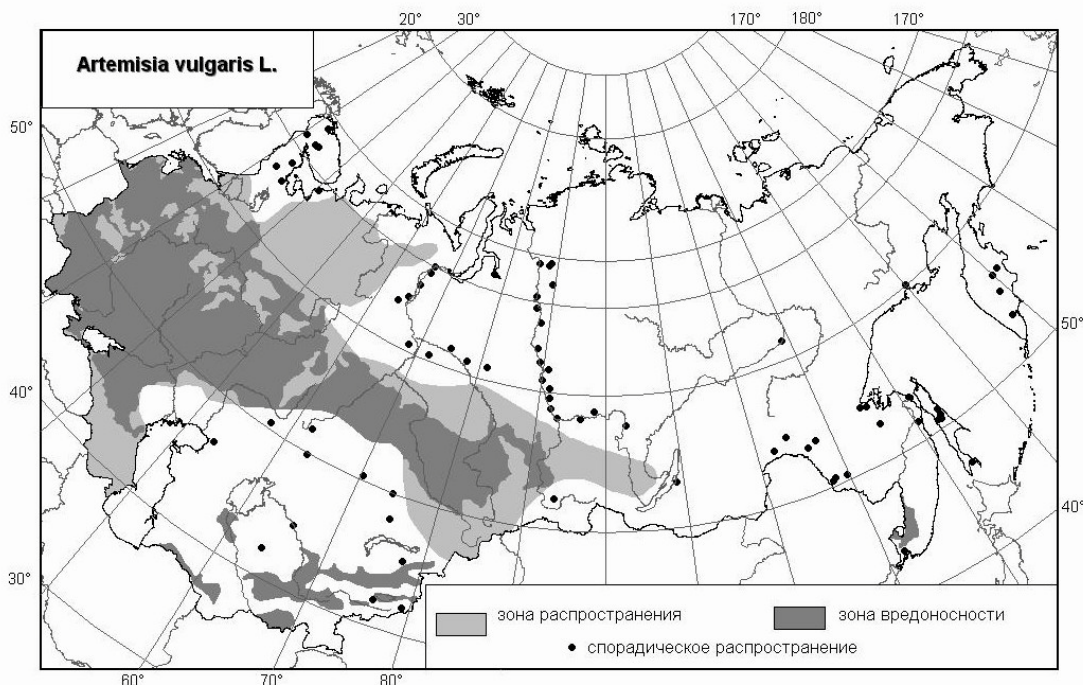 20° 30° 170° 180° 170°
Artemisia vulgaris L.
50°
40°
30°
50°
40°
зона распространения
зона вредоносности
спорадическое распространение
60° 70° 80°